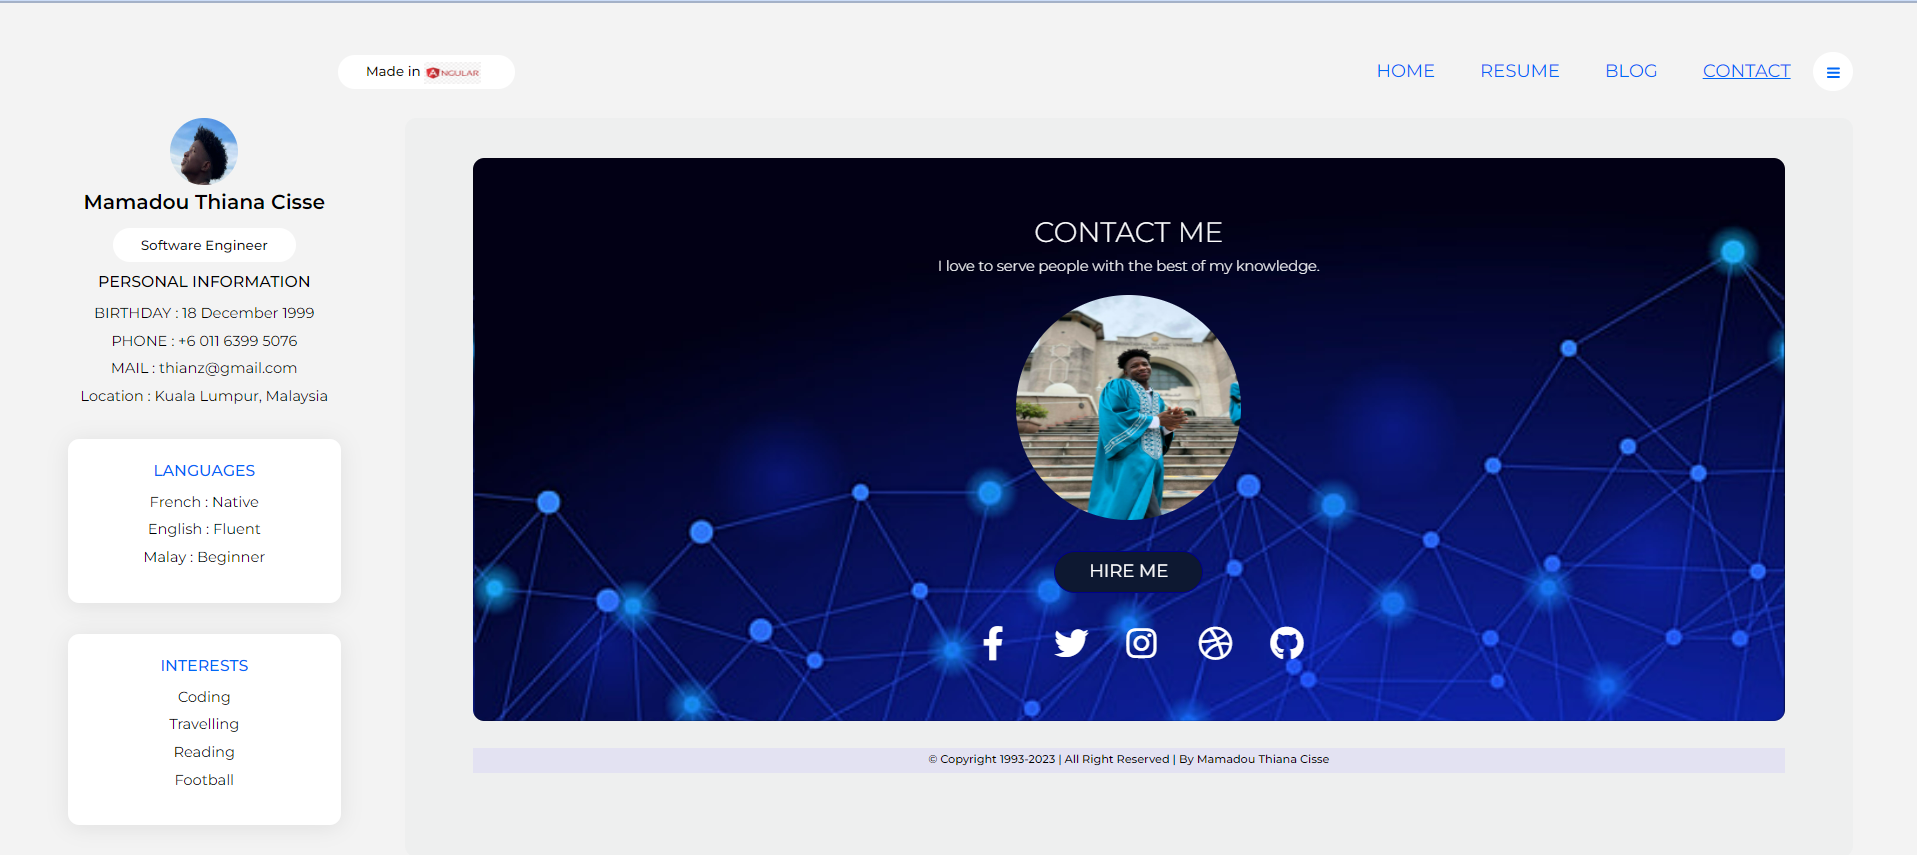 Made in ANGULAR
HOME RESUME BLOG CONTACT
Mamadou Thiana Cisse
Software Engineer
PERSONAL INFORMATION
BIRTHDAY : 18 December 1999
PHONE : +6 011 6399 5076
MAIL : thianz@gmail.com
Location : Kuala Lumpur, Malaysia
LANGUAGES
French : Native
English : Fluent
Malay : Beginner
INTERESTS
Coding
Travelling
Reading
Football
CONTACT ME
I love to serve people with the best of my knowledge.
HIRE ME
© Copyright 1993-2023 | All Right Reserved | By Mamadou Thiana Cisse